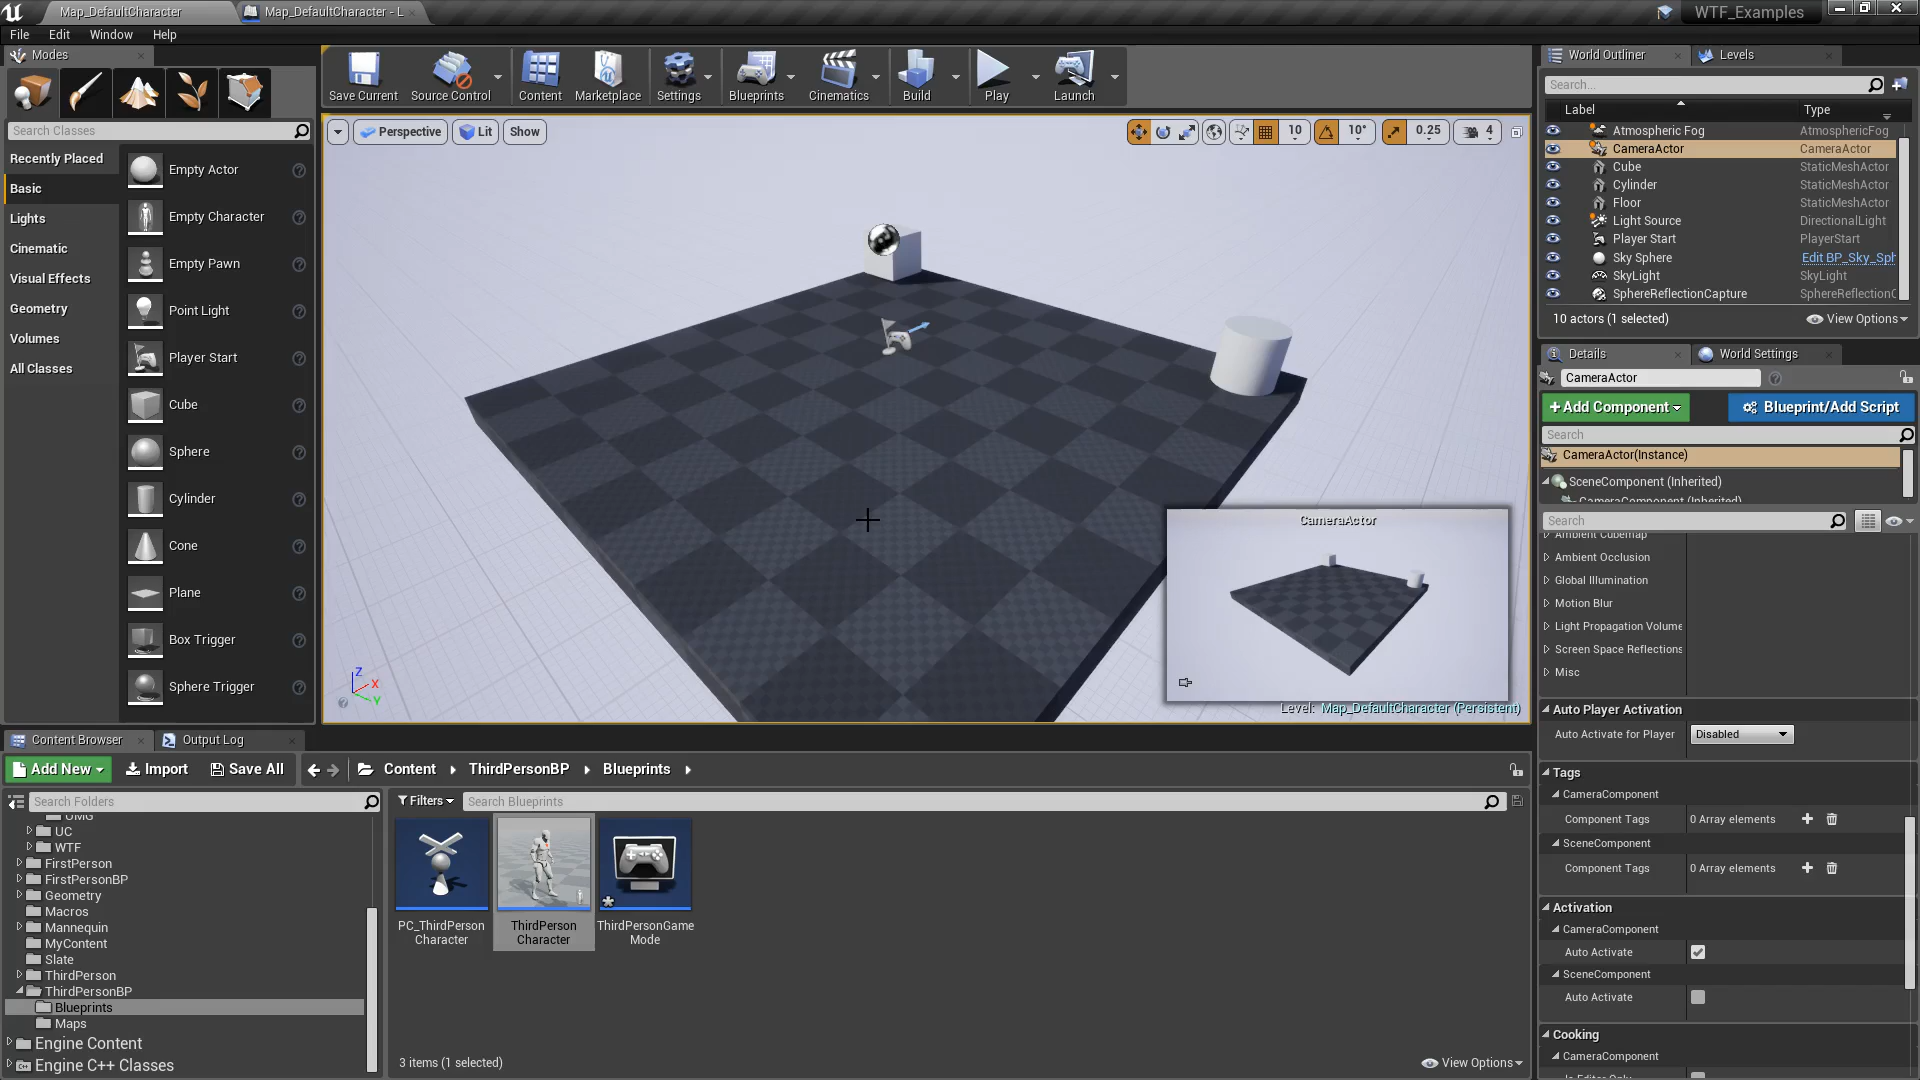 Map_DefaultCharacter
Map_DefaultCharacter - L
WTF_Examples
File
Edit
Window
Help
Modes
Search Classes
Recently Placed
Basic
Lights
Cinematic
Visual Effects
Geometry
Volumes
All Classes
Empty Actor
Empty Character
Empty Pawn
Point Light
Player Start
Cube
Sphere
Cylinder
Cone
Plane
Box Trigger
Sphere Trigger
Save Current
Source Control
Content
Marketplace
Settings
Blueprints
Cinematics
Build
Play
Launch
Perspective
Lit
Show
10
10°
0.25
4
CameraActor
Z
X
Y
Level: Map_DefaultCharacter (Persistent)
World Outliner
Levels
Search...
Label
Type
Atmospheric Fog AtmosphericFog
CameraActor CameraActor
Cube StaticMeshActor
Cylinder StaticMeshActor
Floor StaticMeshActor
Light Source DirectionalLight
Player Start PlayerStart
Sky Sphere Edit BP_Sky_Sph
SkyLight SkyLight
SphereReflectionCapture SphereReflectionC
10 actors (1 selected)
View Options
Details
World Settings
CameraActor
+Add Component
Blueprint/Add Script
Search
CameraActor(Instance)
SceneComponent (Inherited)
CameraComponent (Inherited)
Search
Ambient Cubemap
Ambient Occlusion
Global Illumination
Motion Blur
Light Propagation Volume
Screen Space Reflections
Misc
Auto Player Activation
Auto Activate for Player Disabled
Tags
CameraComponent
Component Tags 0 Array elements
SceneComponent
Component Tags 0 Array elements
Activation
CameraComponent
Auto Activate
SceneComponent
Auto Activate
Cooking
CameraComponent
Is Editor Only
Content Browser
Output Log
Add New
Import
Save All
Content
ThirdPersonBP
Blueprints
Search Folders
Filters
Search Blueprints
UMG
UC
WTF
FirstPerson
FirstPersonBP
Geometry
Macros
Mannequin
MyContent
Slate
ThirdPerson
ThirdPersonBP
Blueprints
Maps
Engine Content
Engine C++ Classes
PC_ThirdPerson
Character
ThirdPerson
Character
ThirdPersonGame
Mode
3 items (1 selected)
View Options